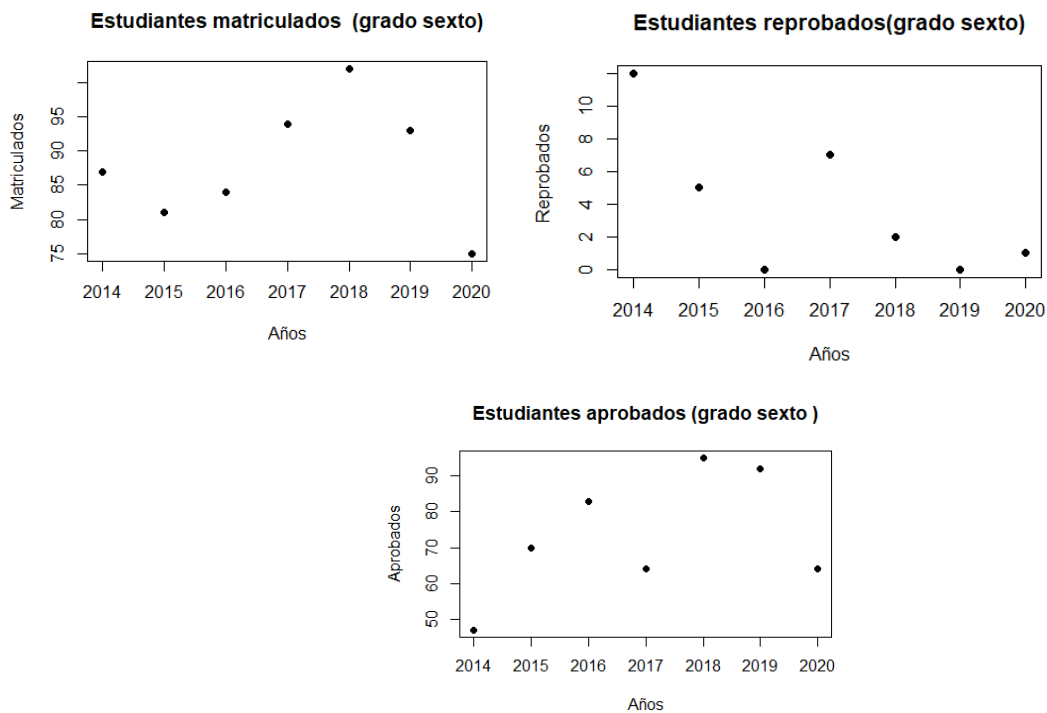 Estudiantes matriculados (grado sexto)
Matriculados
95
90
85
80
75
2014 2015 2016 2017 2018 2019 2020
Años
Estudiantes reprobados(grado sexto)
Reprobados
10
8
6
4
2
0
2014 2015 2016 2017 2018 2019 2020
Años
Estudiantes aprobados (grado sexto )
Aprobados
90
80
70
60
50
2014 2015 2016 2017 2018 2019 2020
Años